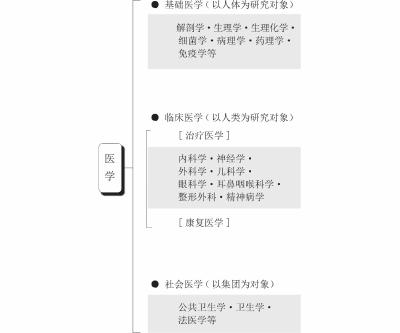 ● 基础医学（以人体为研究对象）
解剖学·生理学·生理化学·
细菌学·病理学·药理学·
免疫学等
● 临床医学（以人类为研究对象）
［治疗医学］
医
学
内科学·神经学·
外科学·儿科学·
眼科学·耳鼻咽喉科学·
整形外科·精神病学
［康复医学］
● 社会医学（以集团为对象）
公共卫生学·卫生学·
法医学等